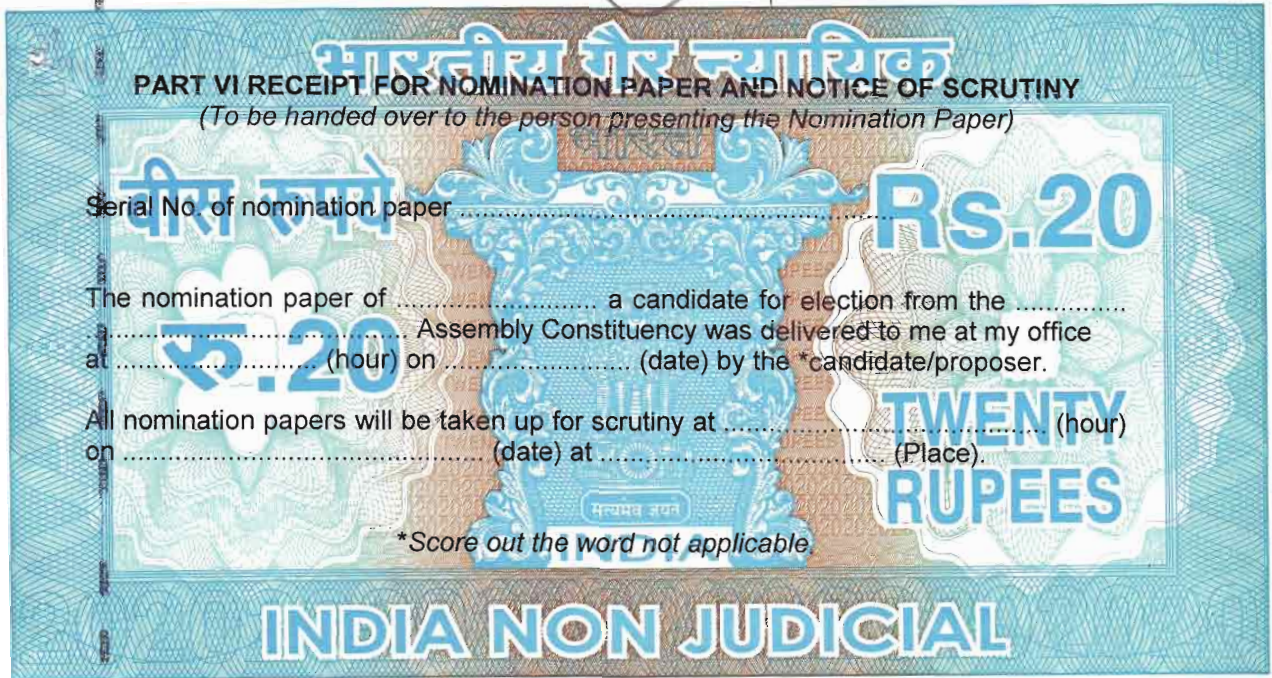 भारतीय गैर न्यायिक
PART VI RECEIPT FOR NOMINATION PAPER AND NOTICE OF SCRUTINY
(To be handed over to the person presenting the Nomination Paper)
भारत
बीस रुपये
Rs.20
Serial No. of nomination paper ................................................................
The nomination paper of ............................ a candidate for election from the ...............
............................................ Assembly Constituency was delivered to me at my office
रु.20
at ............................ (hour) on .......................... (date) by the *candidate/proposer.
All nomination papers will be taken up for scrutiny at ............................................. (hour)
on .................................................. (date) at ........................................ (Place).
TWENTY
RUPEES
सत्यमेव जयते
INDIA
*Score out the word not applicable.
INDIA NON JUDICIAL